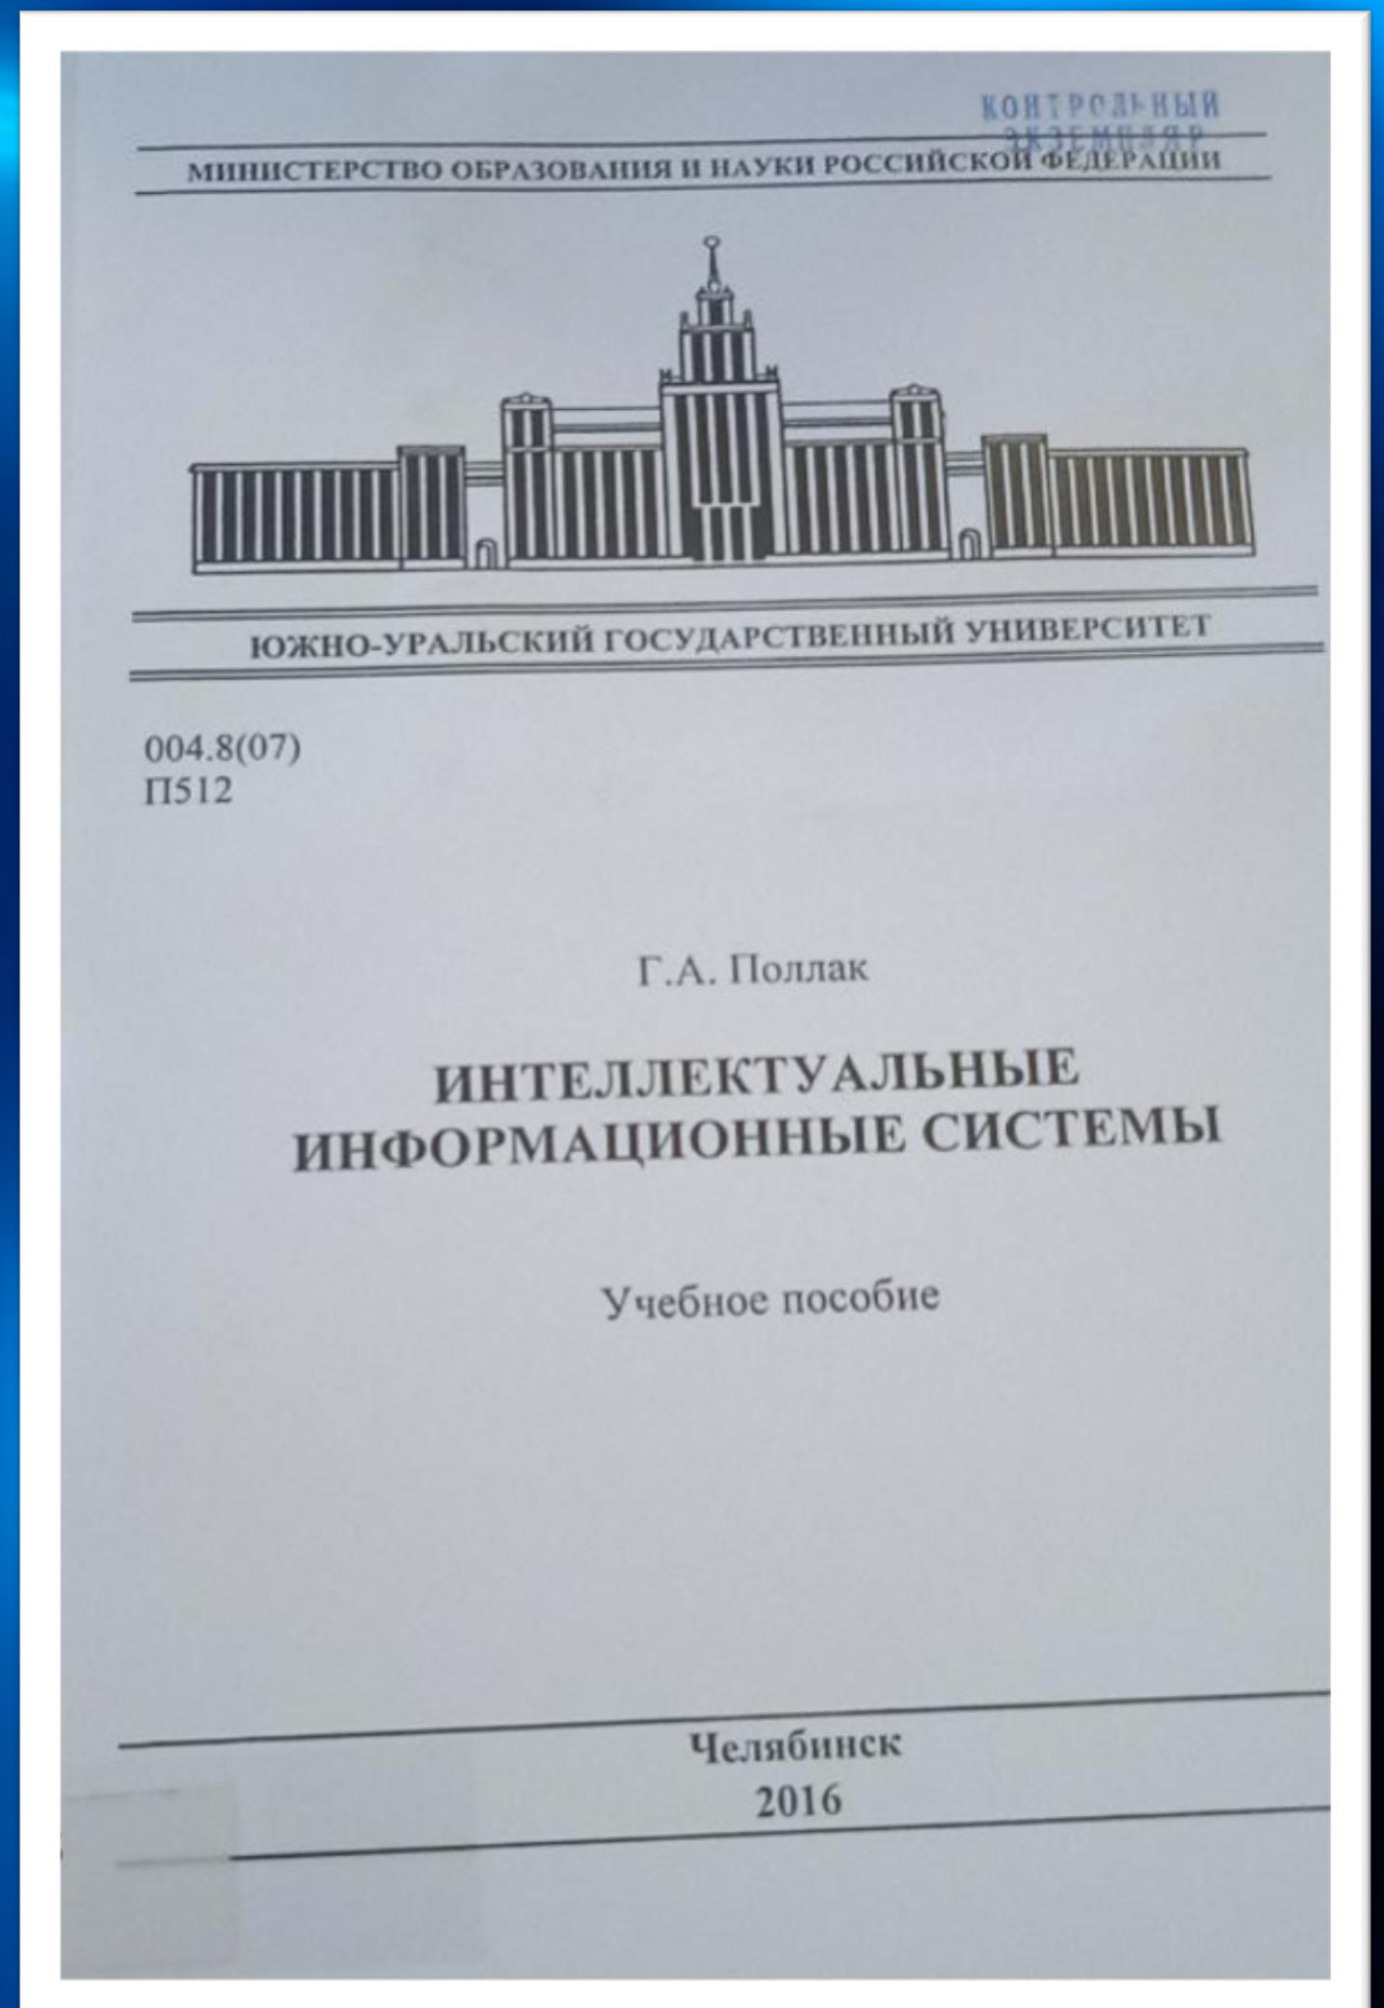 КОНТРОЛЬНЫЙ
ЭКЗЕМПЛЯР
МИНИСТЕРСТВО ОБРАЗОВАНИЯ И НАУКИ РОССИЙСКОЙ ФЕДЕРАЦИИ
ЮЖНО-УРАЛЬСКИЙ ГОСУДАРСТВЕННЫЙ УНИВЕРСИТЕТ
004.8(07)
П512
Г.А. Поллак
ИНТЕЛЛЕКТУАЛЬНЫЕ
ИНФОРМАЦИОННЫЕ СИСТЕМЫ
Учебное пособие
Челябинск
2016